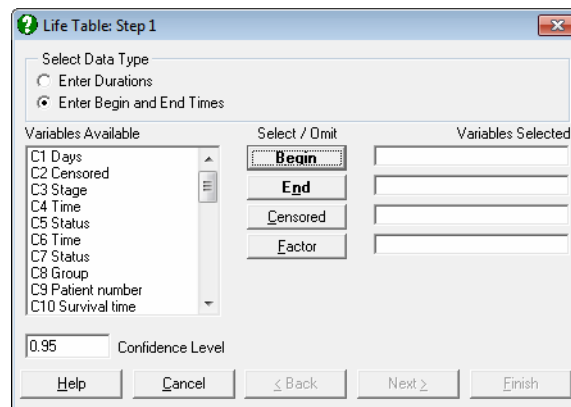 Life Table: Step 1
Select Data Type
Enter Durations
Enter Begin and End Times
Variables Available
Select / Omit
Variables Selected
C1 Days
C2 Censored
C3 Stage
C4 Time
C5 Status
C6 Time
C7 Status
C8 Group
C9 Patient number
C10 Survival time
Begin
End
Censored
Factor
0.95 Confidence Level
Help Cancel < Back Next > Finish